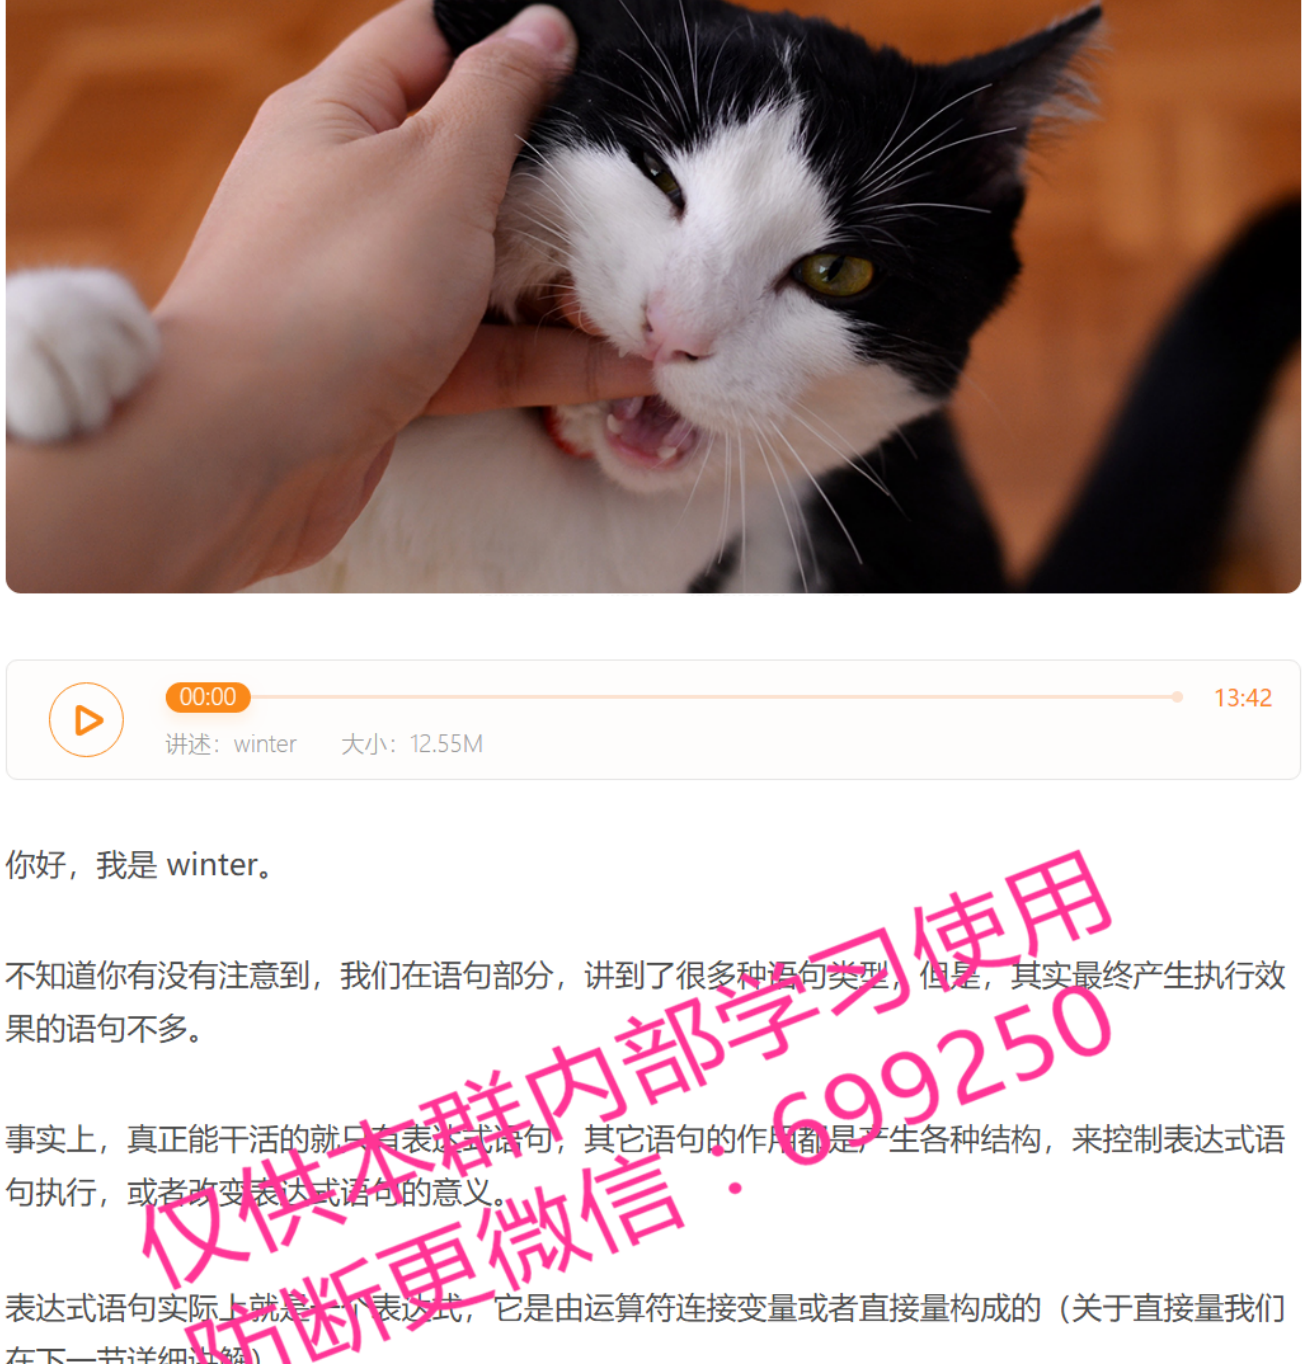 00:00
13:42
讲述：winter 大小：12.55M
你好，我是 winter。
不知道你有没有注意到，我们在语句部分，讲到了很多种语句类型，但是，其实最终产生执行效
果的语句不多。
事实上，真正能干活的就只有表达式语句，其它语句的作用都是产生各种结构，来控制表达式语
句执行，或者改变表达式语句的意义。
表达式语句实际上就是一个表达式，它是由运算符连接变量或者直接量构成的（关于直接量我们
在下一节详细讲解）
仅供本群内部学习使用
防断更微信：699250